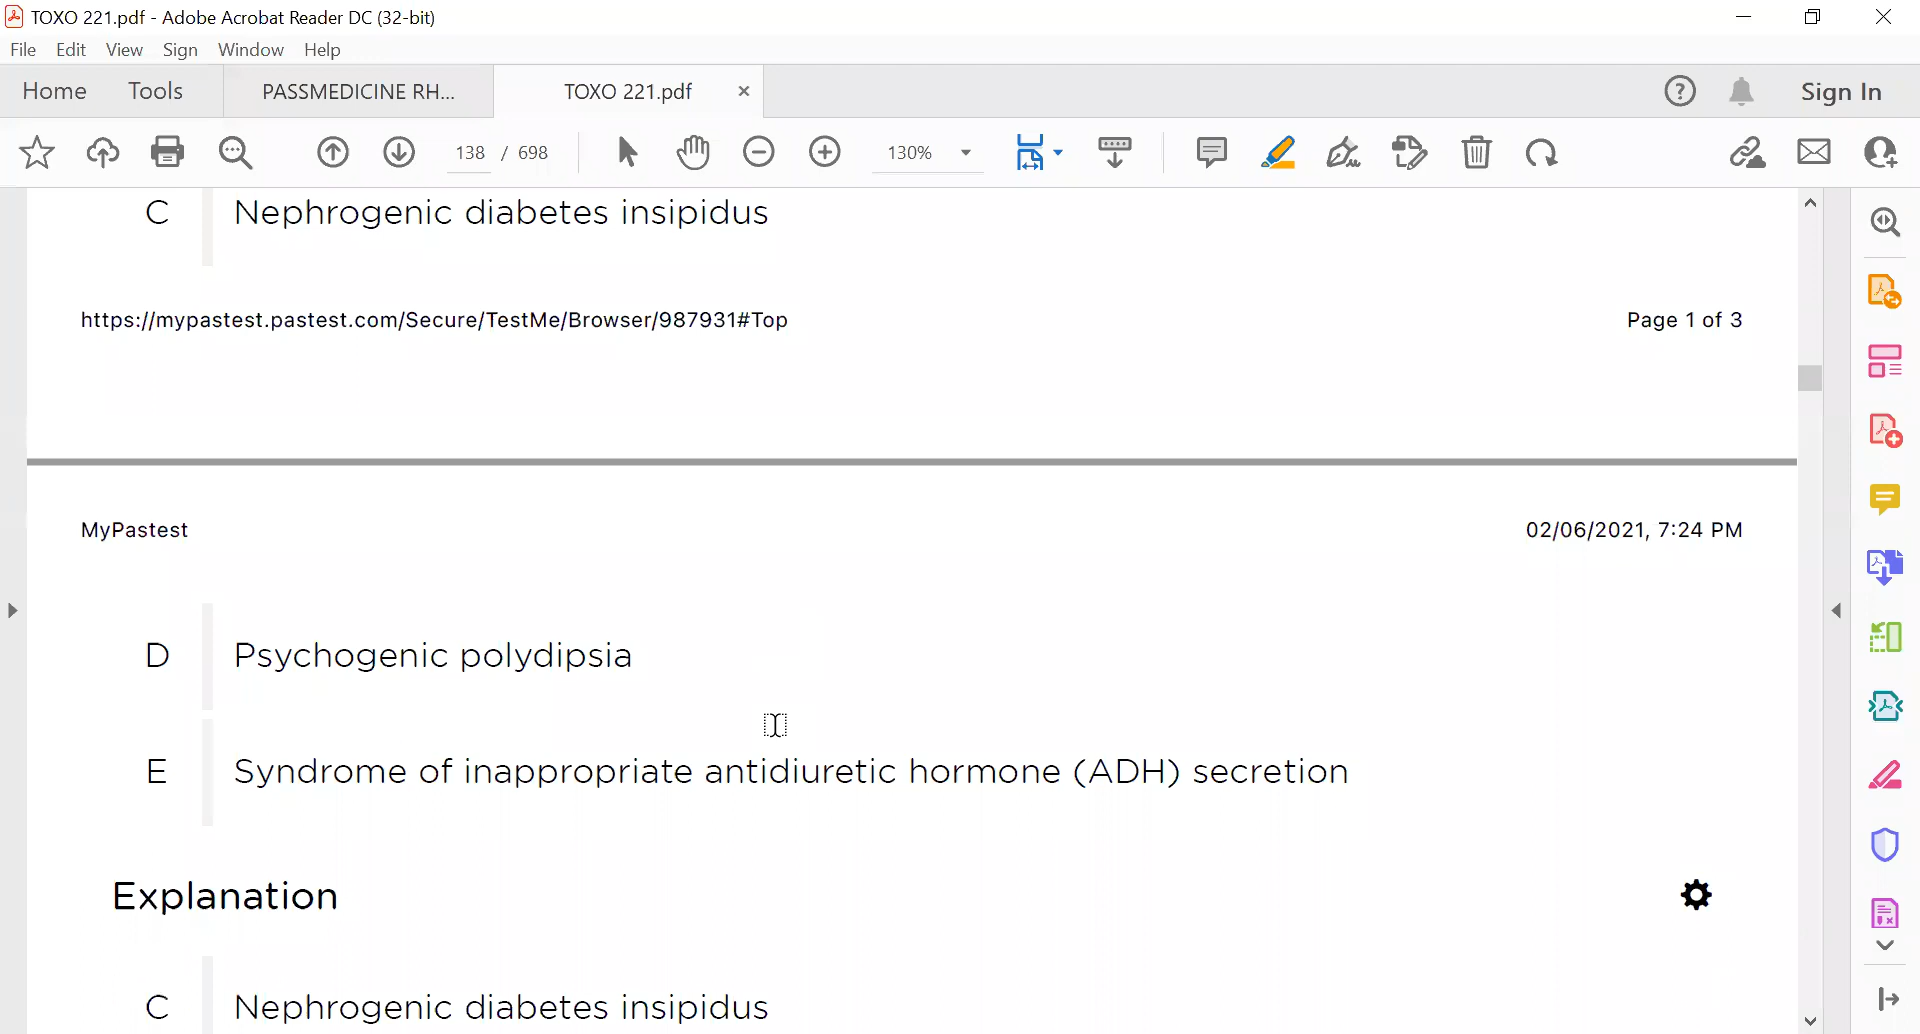 TOXO 221.pdf - Adobe Acrobat Reader DC (32-bit)
File Edit View Sign Window Help
Home Tools PASSMEDICINE RH... TOXO 221.pdf Sign In
138 / 698 130%
C Nephrogenic diabetes insipidus
https://mypastest.pastest.com/Secure/TestMe/Browser/987931#Top Page 1 of 3
MyPastest 02/06/2021, 7:24 PM
D Psychogenic polydipsia
E Syndrome of inappropriate antidiuretic hormone (ADH) secretion
Explanation
C Nephrogenic diabetes insipidus